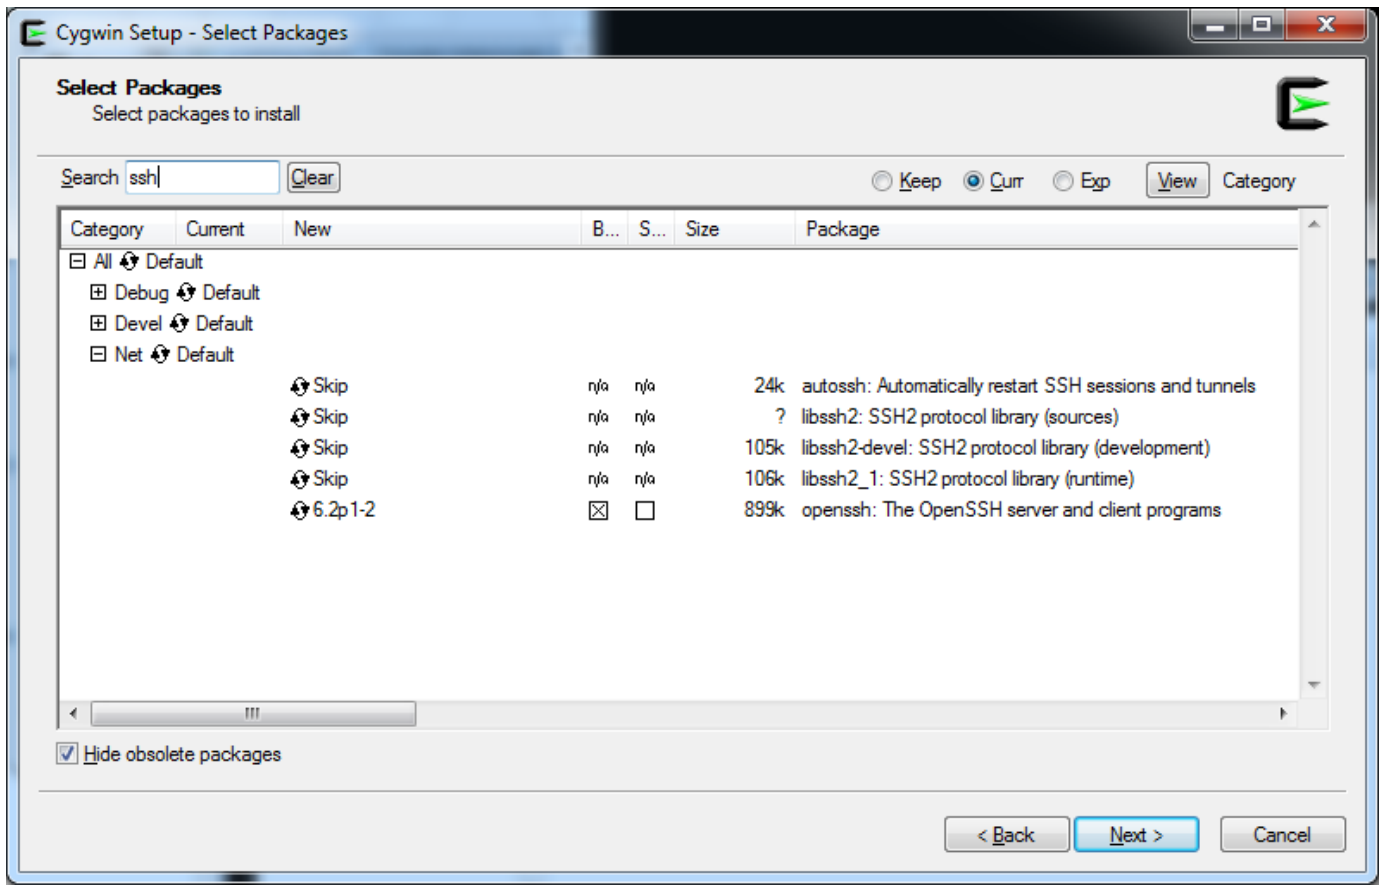 Cygwin Setup - Select Packages
Select Packages
Select packages to install
Search ssh Clear Keep Curr Exp View Category
Category Current New B... S... Size Package
All Default
Debug Default
Devel Default
Net Default
Skip n/a n/a 24k autossh: Automatically restart SSH sessions and tunnels
Skip n/a n/a ? libssh2: SSH2 protocol library (sources)
Skip n/a n/a 105k libssh2-devel: SSH2 protocol library (development)
Skip n/a n/a 106k libssh2_1: SSH2 protocol library (runtime)
6.2p1-2 899k openssh: The OpenSSH server and client programs
Hide obsolete packages
< Back Next > Cancel